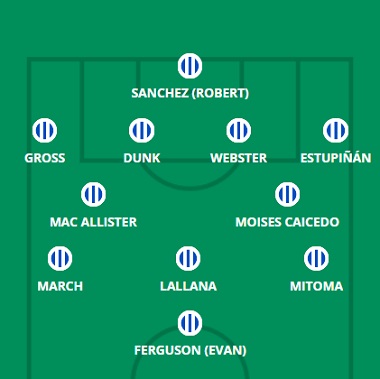 SANCHEZ (ROBERT)
GROSS DUNK WEBSTER ESTUPIÑÁN
MAC ALLISTER MOISES CAICEDO
MARCH LALLANA MITOMA
FERGUSON (EVAN)